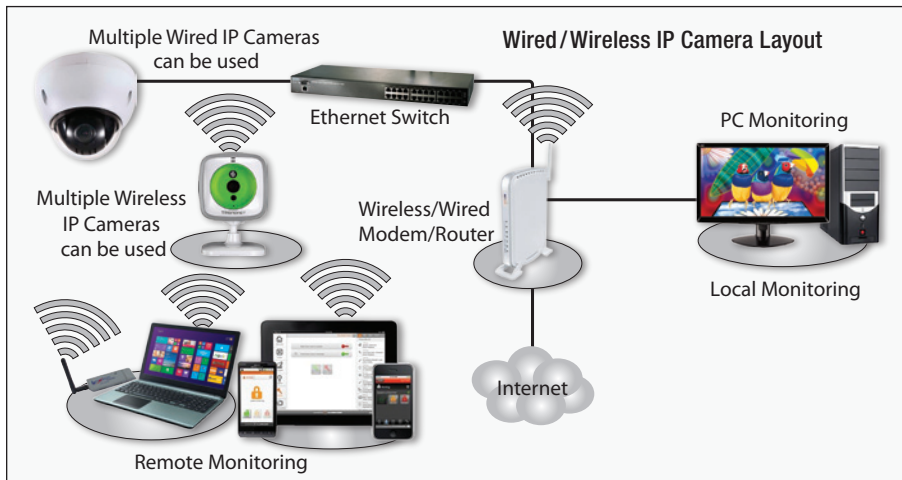 Wired/Wireless IP Camera Layout
Multiple Wired IP Cameras
can be used
Ethernet Switch
PC Monitoring
Multiple Wireless
IP Cameras
can be used
Wireless/Wired
Modem/Router
Local Monitoring
Internet
Remote Monitoring